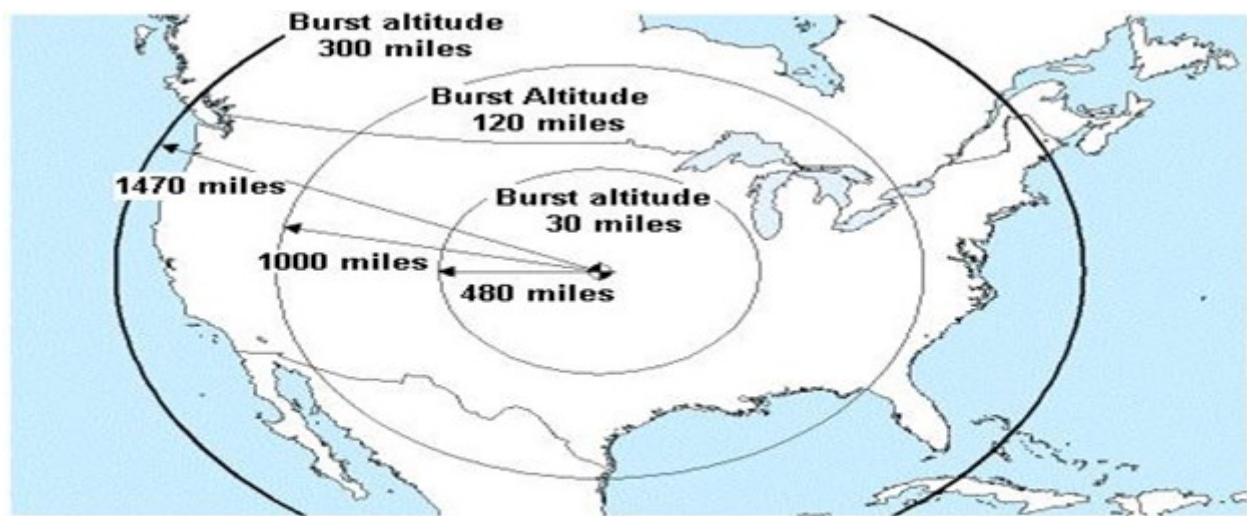 Burst altitude
300 miles
Burst Altitude
120 miles
1470 miles
Burst altitude
30 miles
1000 miles
480 miles